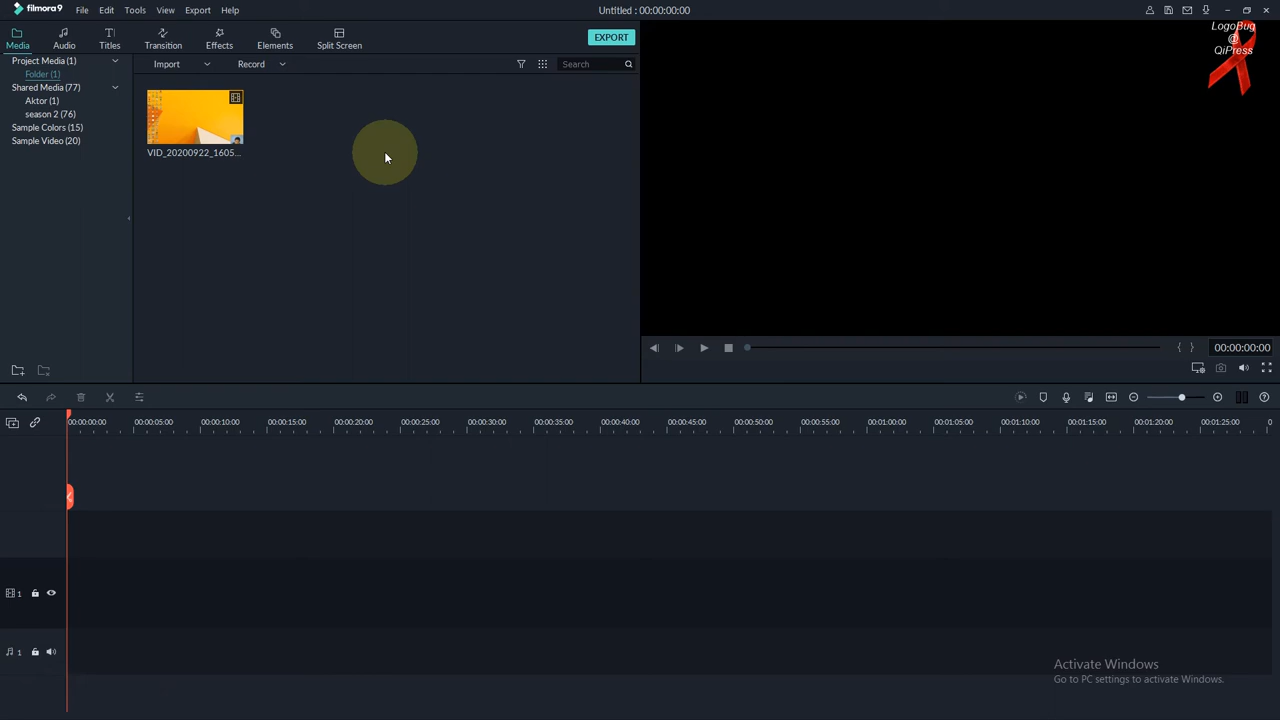 filmora 9 File Edit Tools View Export Help Untitled : 00:00:00:00
Media Audio Titles Transition Effects Elements Split Screen EXPORT
LogoBug
@
QiPress
Project Media (1)
Folder (1)
Shared Media (77)
Aktor (1)
season 2 (76)
Sample Colors (15)
Sample Video (20)
Import Record Search
VID_20200922_1605...
{ } 00:00:00:00
00:00:00:00 00:00:05:00 00:00:10:00 00:00:15:00 00:00:20:00 00:00:25:00 00:00:30:00 00:00:35:00 00:00:40:00 00:00:45:00 00:00:50:00 00:00:55:00 00:01:00:00 00:01:05:00 00:01:10:00 00:01:15:00 00:01:20:00 00:01:25:00 0
1
1
Activate Windows
Go to PC settings to activate Windows.